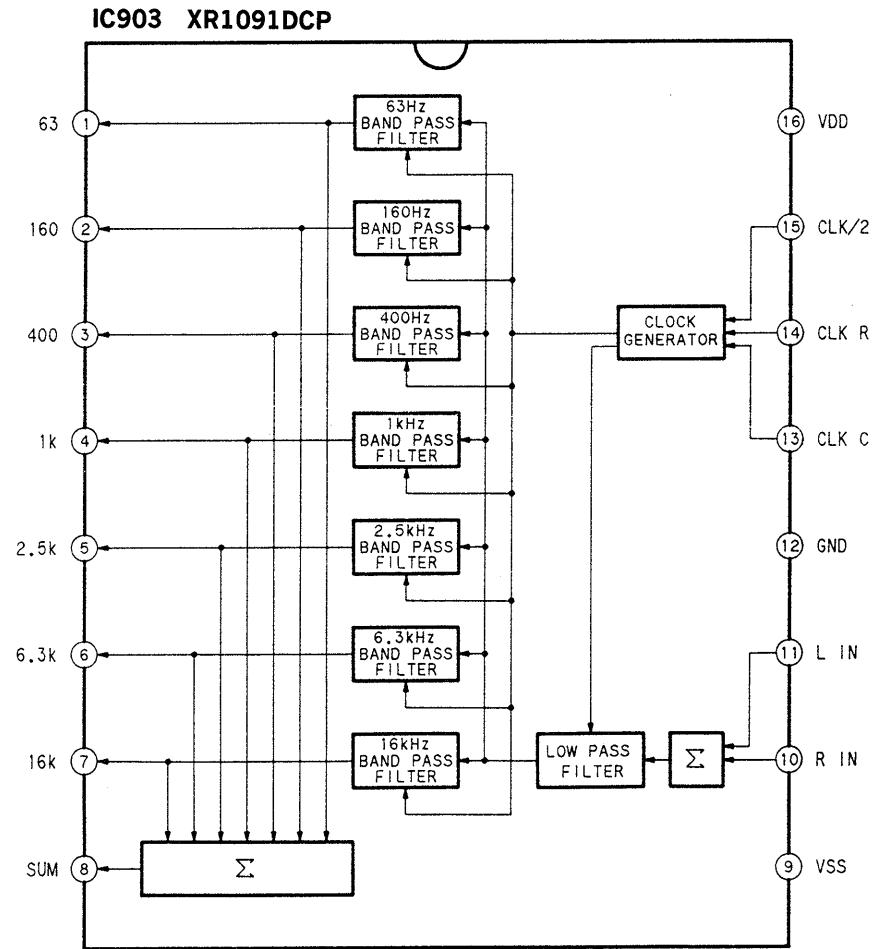 IC903 XR1091DCP
63 1
63Hz
BAND PASS
FILTER
16 VDD
160 2
160Hz
BAND PASS
FILTER
15 CLK/2
400 3
400Hz
BAND PASS
FILTER
CLOCK
GENERATOR
14 CLK R
1k 4
1kHz
BAND PASS
FILTER
13 CLK C
2.5k 5
2.5kHz
BAND PASS
FILTER
12 GND
6.3k 6
6.3kHz
BAND PASS
FILTER
11 L IN
16k 7
16kHz
BAND PASS
FILTER
LOW PASS
FILTER
Σ
10 R IN
SUM 8
Σ
9 VSS